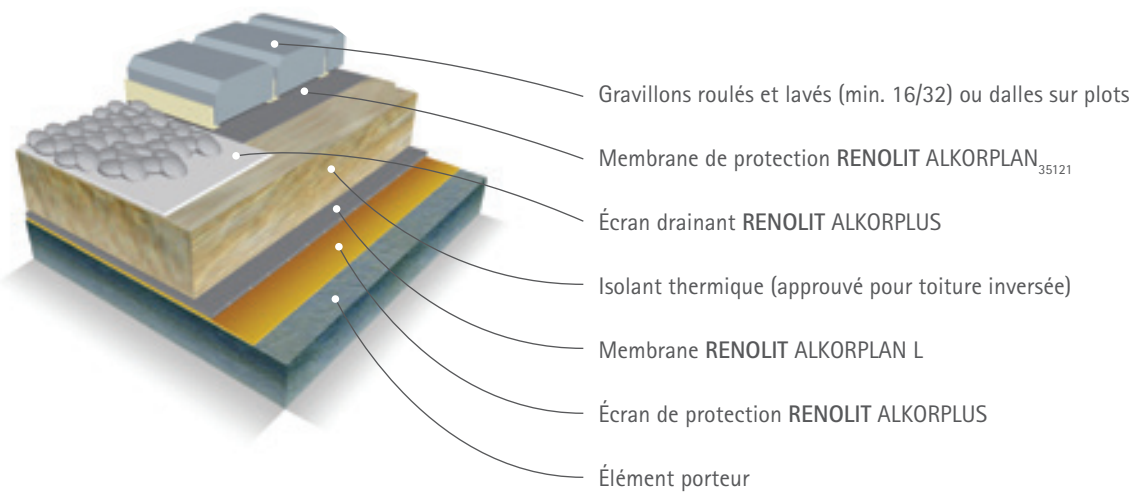 Gravillons roulés et lavés (min. 16/32) ou dalles sur plots
Membrane de protection RENOLIT ALKORPLAN35121
Écran drainant RENOLIT ALKORPLUS
Isolant thermique (approuvé pour toiture inversée)
Membrane RENOLIT ALKORPLAN L
Écran de protection RENOLIT ALKORPLUS
Élément porteur